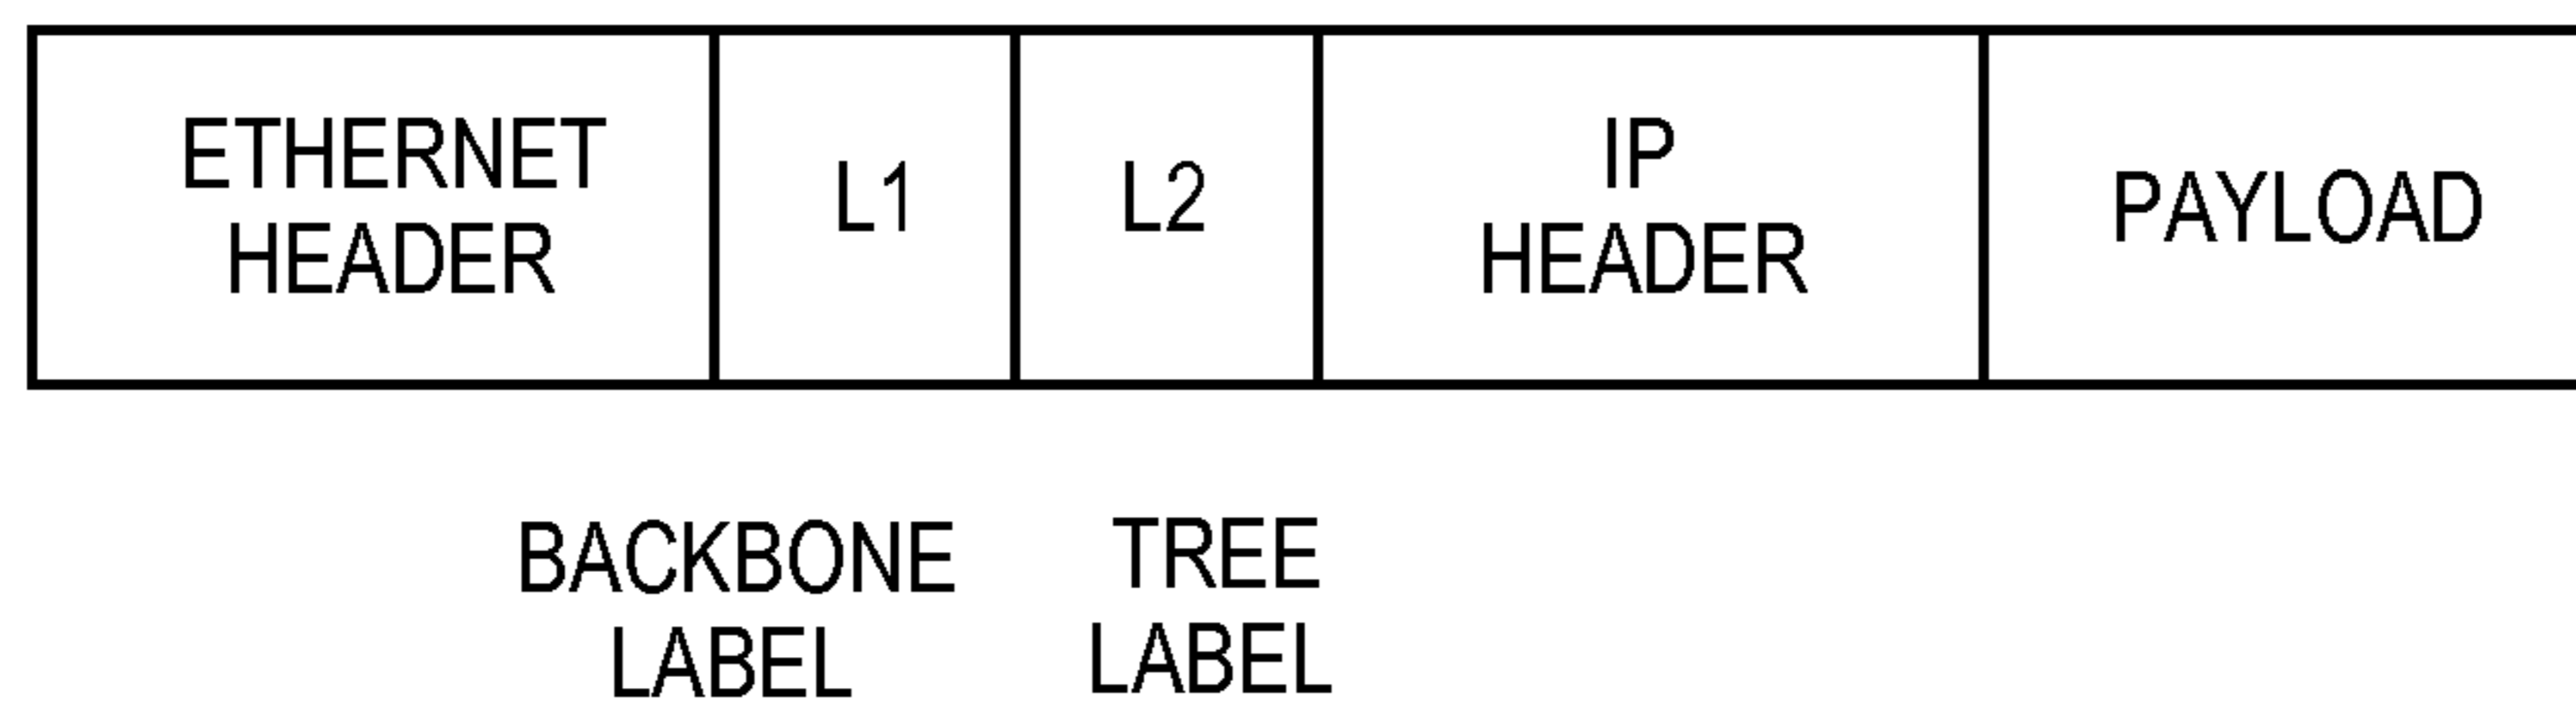 ETHERNET
HEADER
L1
L2
IP
HEADER
PAYLOAD
BACKBONE
LABEL
TREE
LABEL